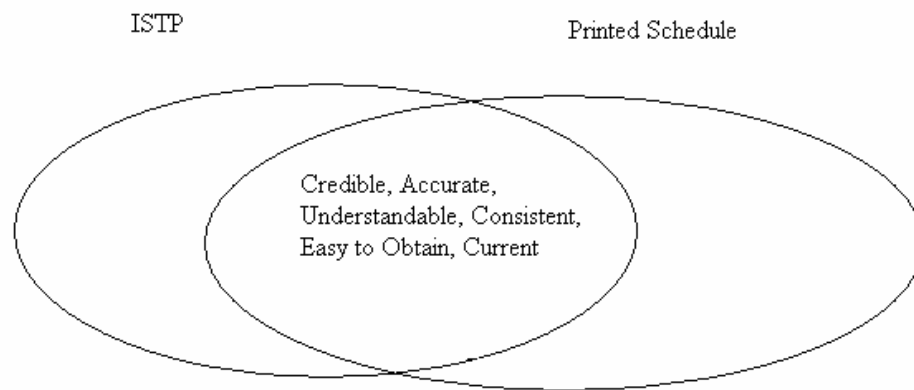 ISTP
Printed Schedule
Credible, Accurate,
Understandable, Consistent,
Easy to Obtain, Current